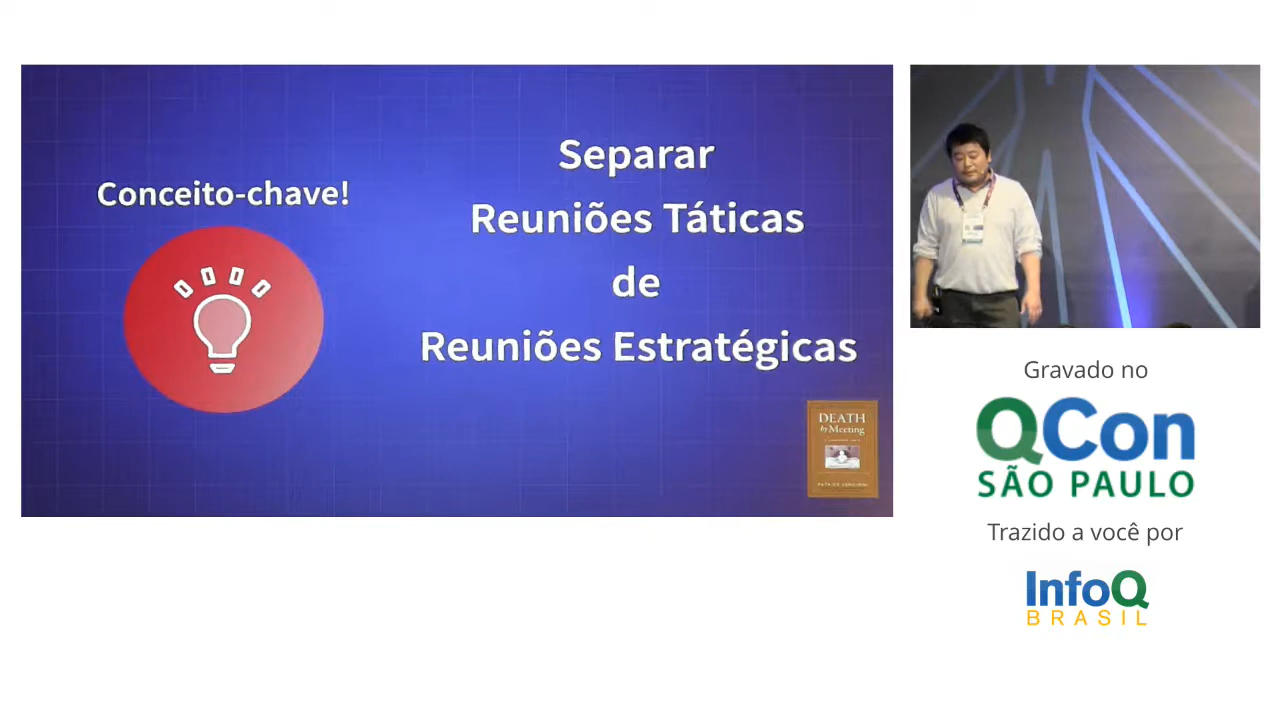 Conceito-chave!
Separar
Reuniões Táticas
de
Reuniões Estratégicas
DEATH
by Meeting
Gravado no
QCon
SÃO PAULO
Trazido a você por
InfoQ
BRASIL